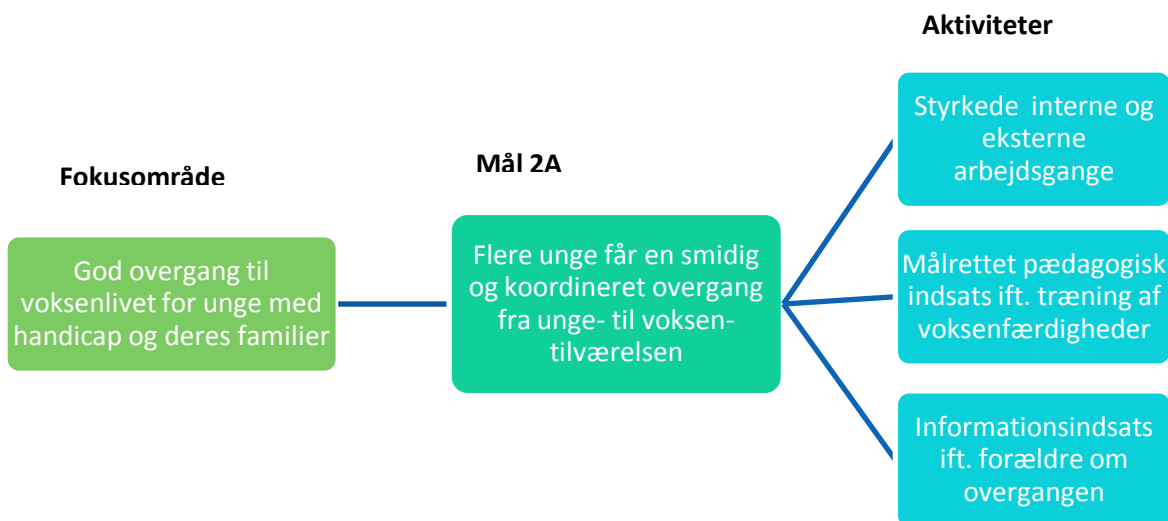 Fokusområde
God overgang til
voksenlivet for unge med
handicap og deres familier
Mål 2A
Flere unge får en smidig
og koordineret overgang
fra unge- til voksen-
tilværelsen
Aktiviteter
Styrkede interne og
eksterne
arbejdsgange
Målrettet pædagogisk
indsats ift. træning af
voksenfærdigheder
Informationsindsats
ift. forældre om
overgangen